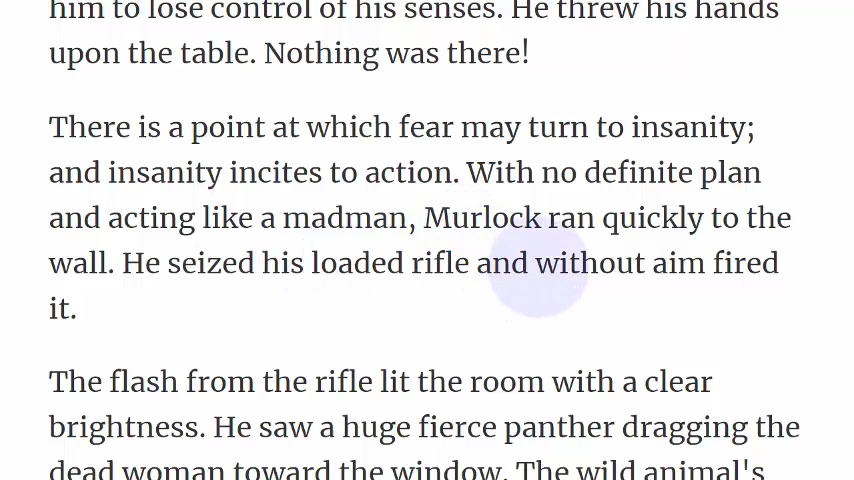 him to lose control of his senses. He threw his hands
upon the table. Nothing was there!
There is a point at which fear may turn to insanity;
and insanity incites to action. With no definite plan
and acting like a madman, Murlock ran quickly to the
wall. He seized his loaded rifle and without aim fired
it.
The flash from the rifle lit the room with a clear
brightness. He saw a huge fierce panther dragging the
dead woman toward the window. The wild animal's